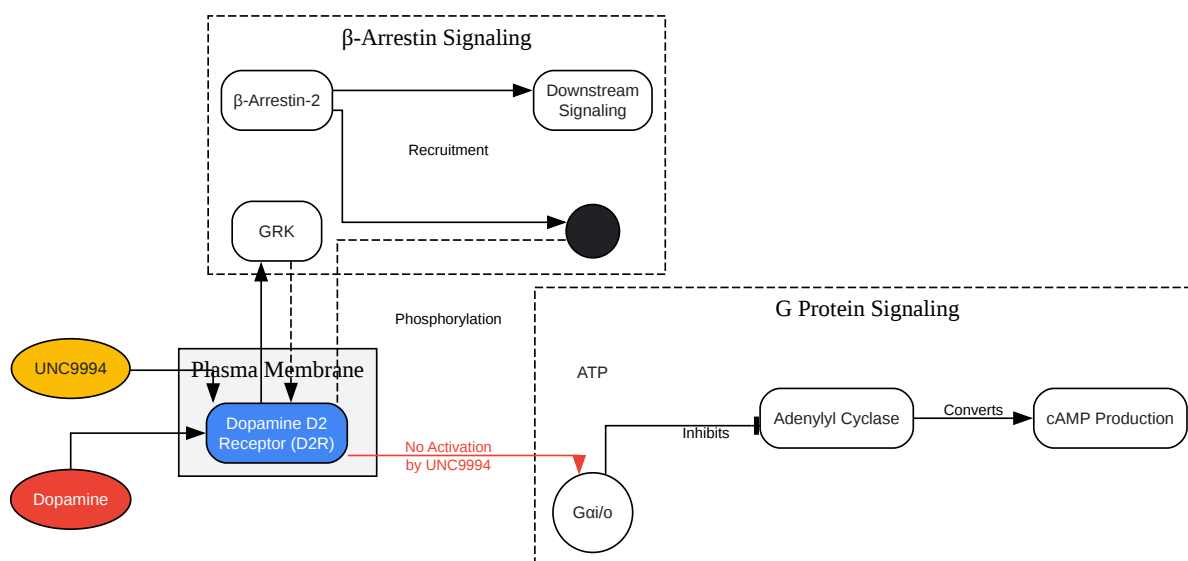 β-Arrestin Signaling
β-Arrestin-2
Downstream
Signaling
Recruitment
GRK
Phosphorylation
G Protein Signaling
UNC9994
Plasma Membrane
ATP
Dopamine D2
Receptor (D2R)
Adenylyl Cyclase
Converts
cAMP Production
Inhibits
No Activation
by UNC9994
Dopamine
Gαi/o